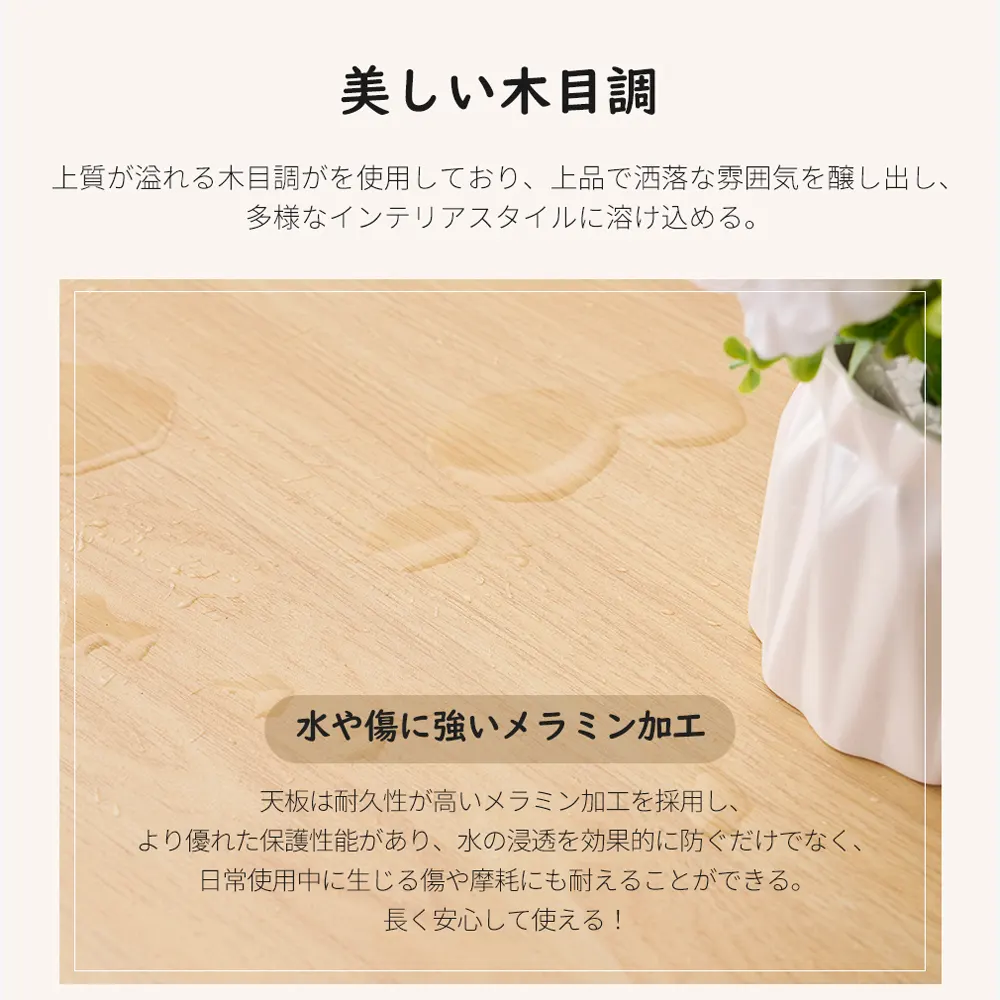 美しい木目調
上質が溢れる木目調がを使用しており、上品で洒落な雰囲気を醸し出し、
多様なインテリアスタイルに溶け込める。
水や傷に強いメラミン加工
天板は耐久性が高いメラミン加工を採用し、
より優れた保護性能があり、水の浸透を効果的に防ぐだけでなく、
日常使用中に生じる傷や摩耗にも耐えることができる。
長く安心して使える！